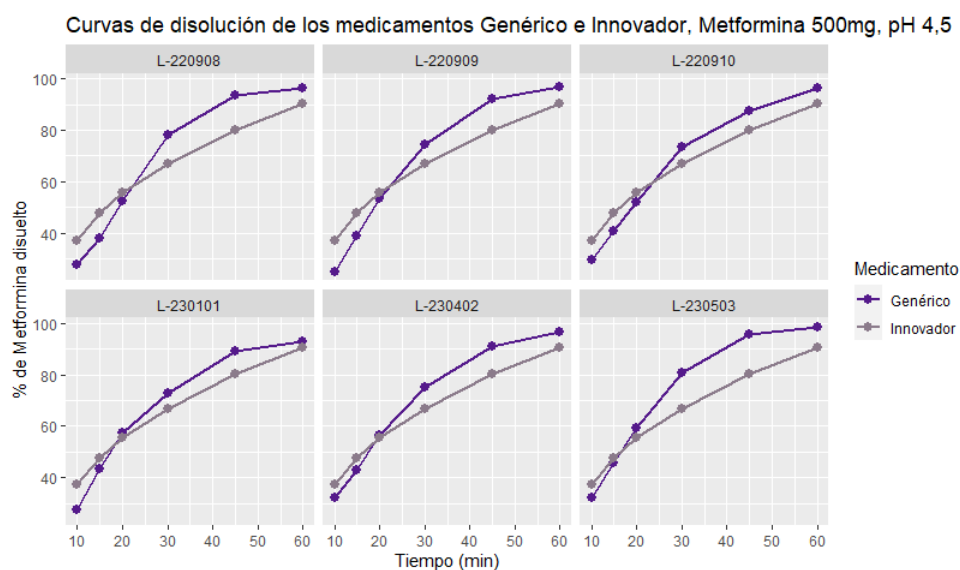 Curvas de disolución de los medicamentos Genérico e Innovador, Metformina 500mg, pH 4,5
L-220908 L-220909 L-220910
100
80
60
40
L-230101 L-230402 L-230503
100
80
60
40
% de Metformina disuelto
10 20 30 40 50 60 10 20 30 40 50 60 10 20 30 40 50 60
Tiempo (min)
Medicamento
Genérico
Innovador